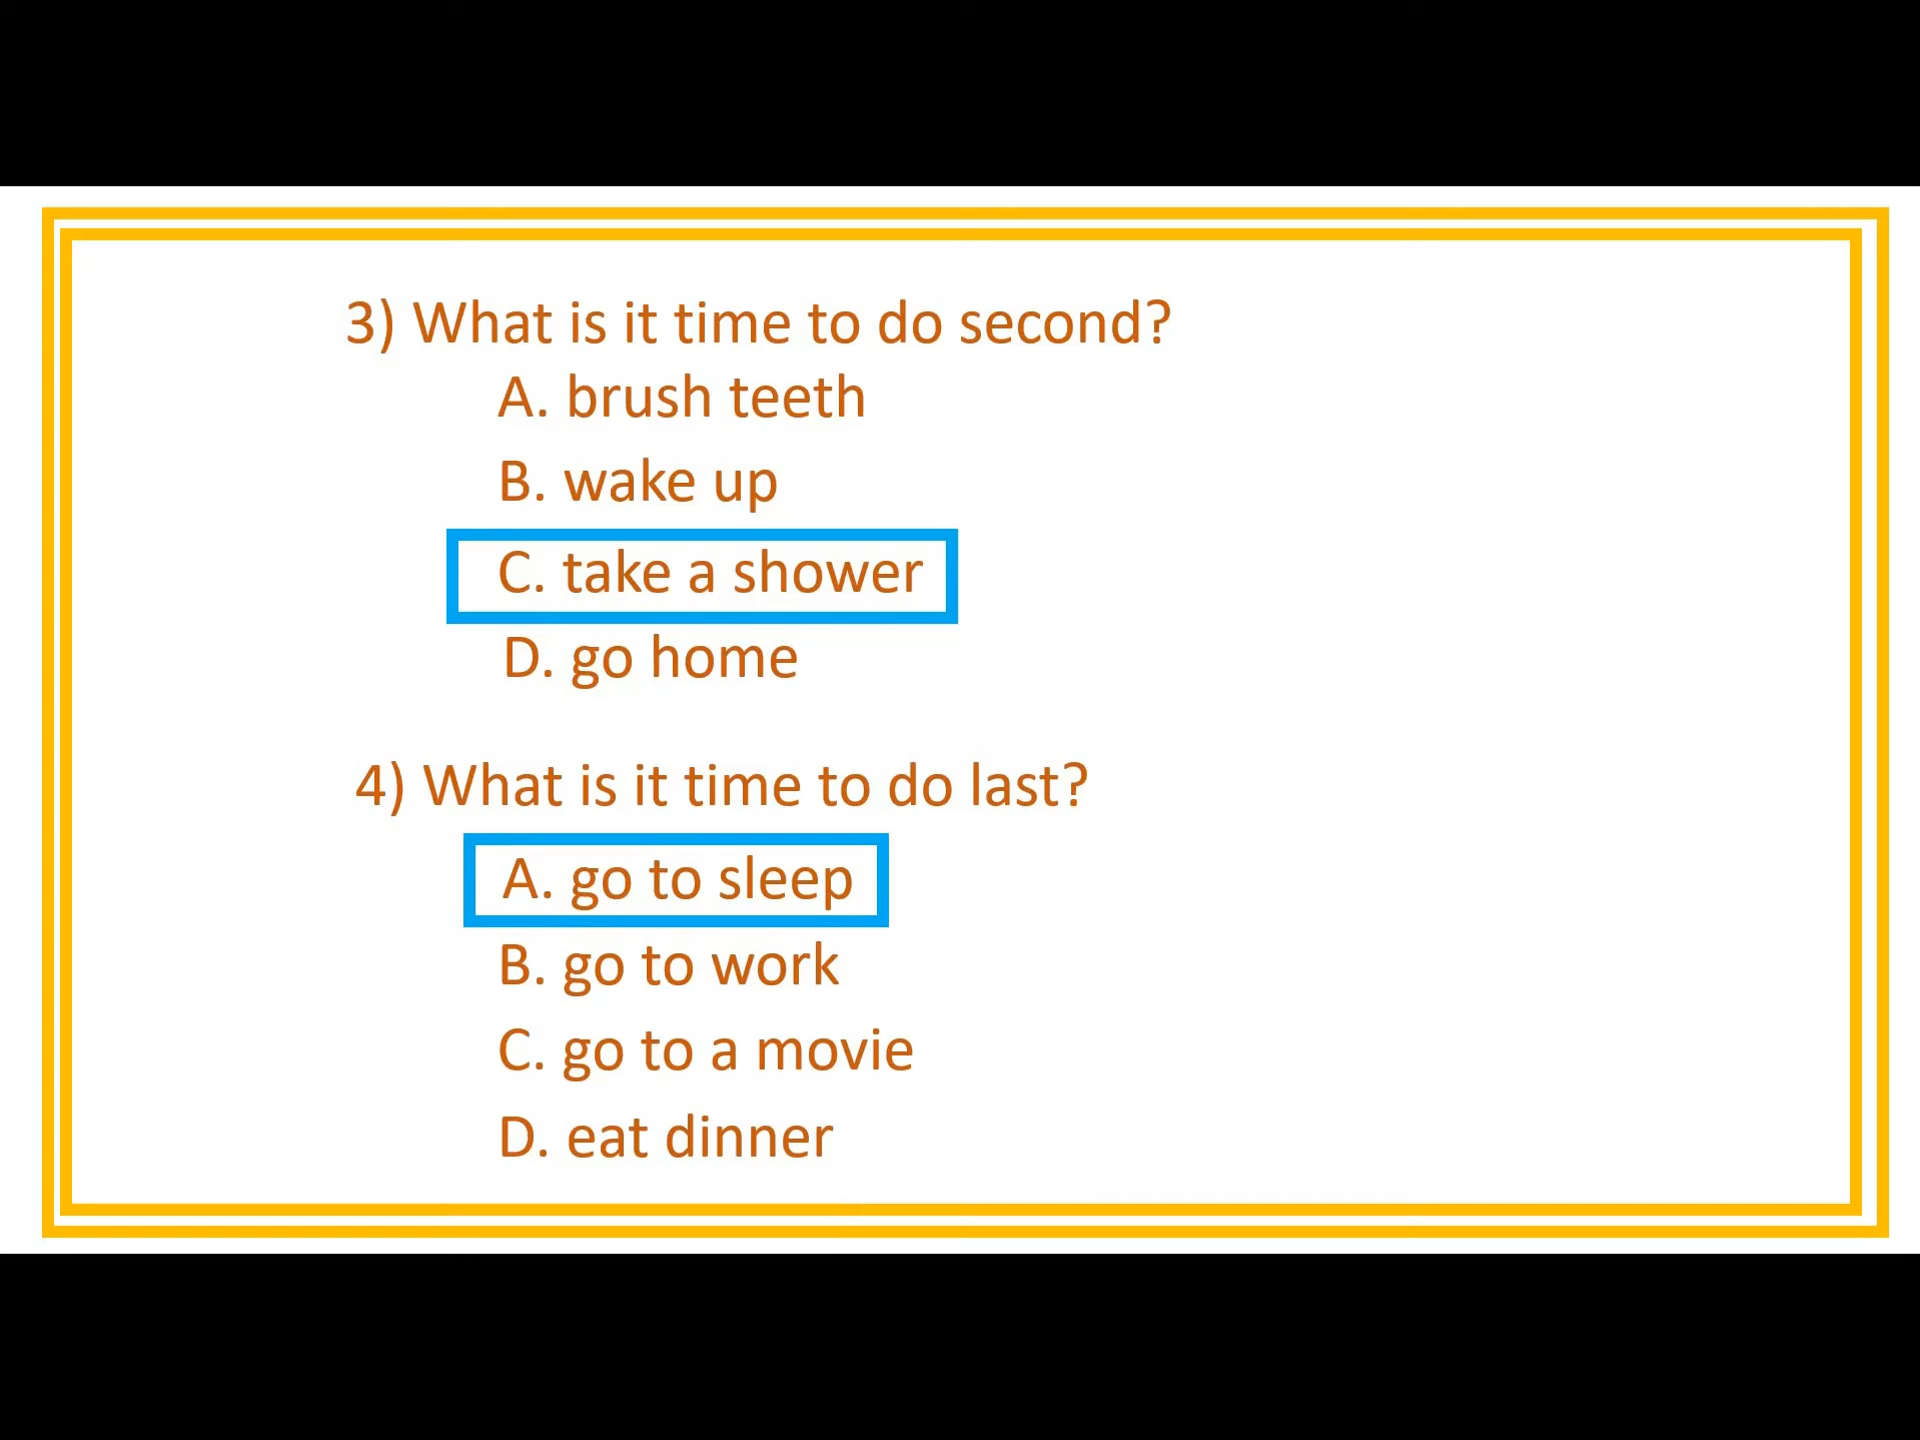 3) What is it time to do second?
A. brush teeth
B. wake up
C. take a shower
D. go home
4) What is it time to do last?
A. go to sleep
B. go to work
C. go to a movie
D. eat dinner